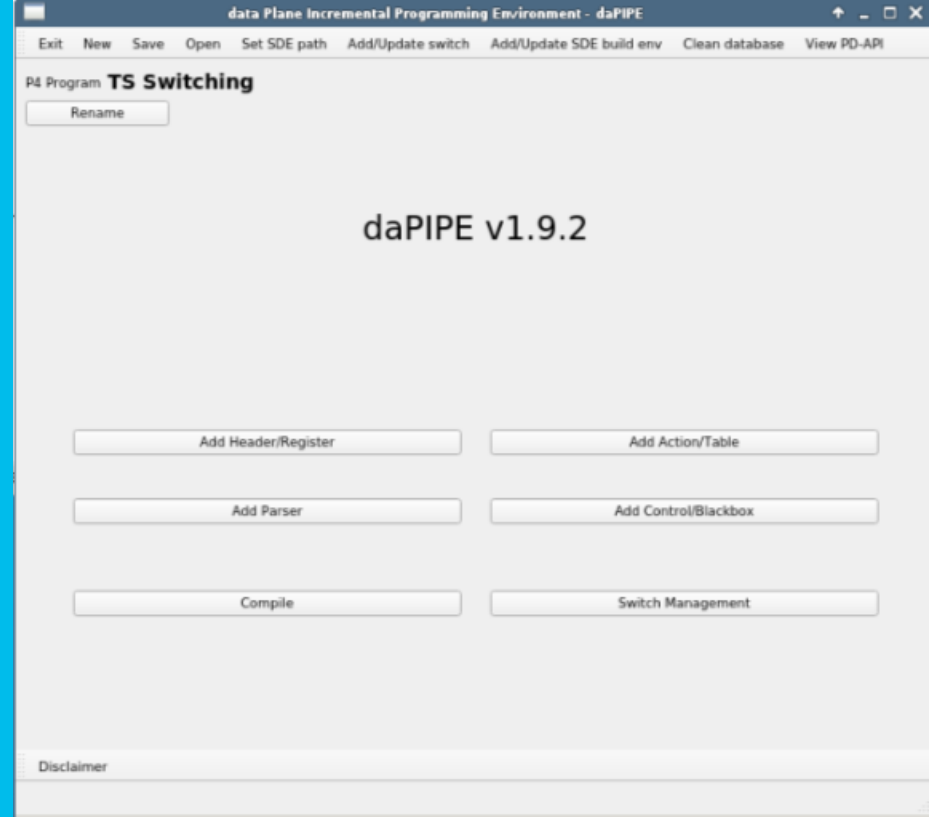 data Plane Incremental Programming Environment - daPIPE
Exit New Save Open Set SDE path Add/Update switch Add/Update SDE build env Clean database View PD-API
P4 Program TS Switching
Rename
daPIPE v1.9.2
Add Header/Register Add Action/Table
Add Parser Add Control/Blackbox
Compile Switch Management
Disclaimer